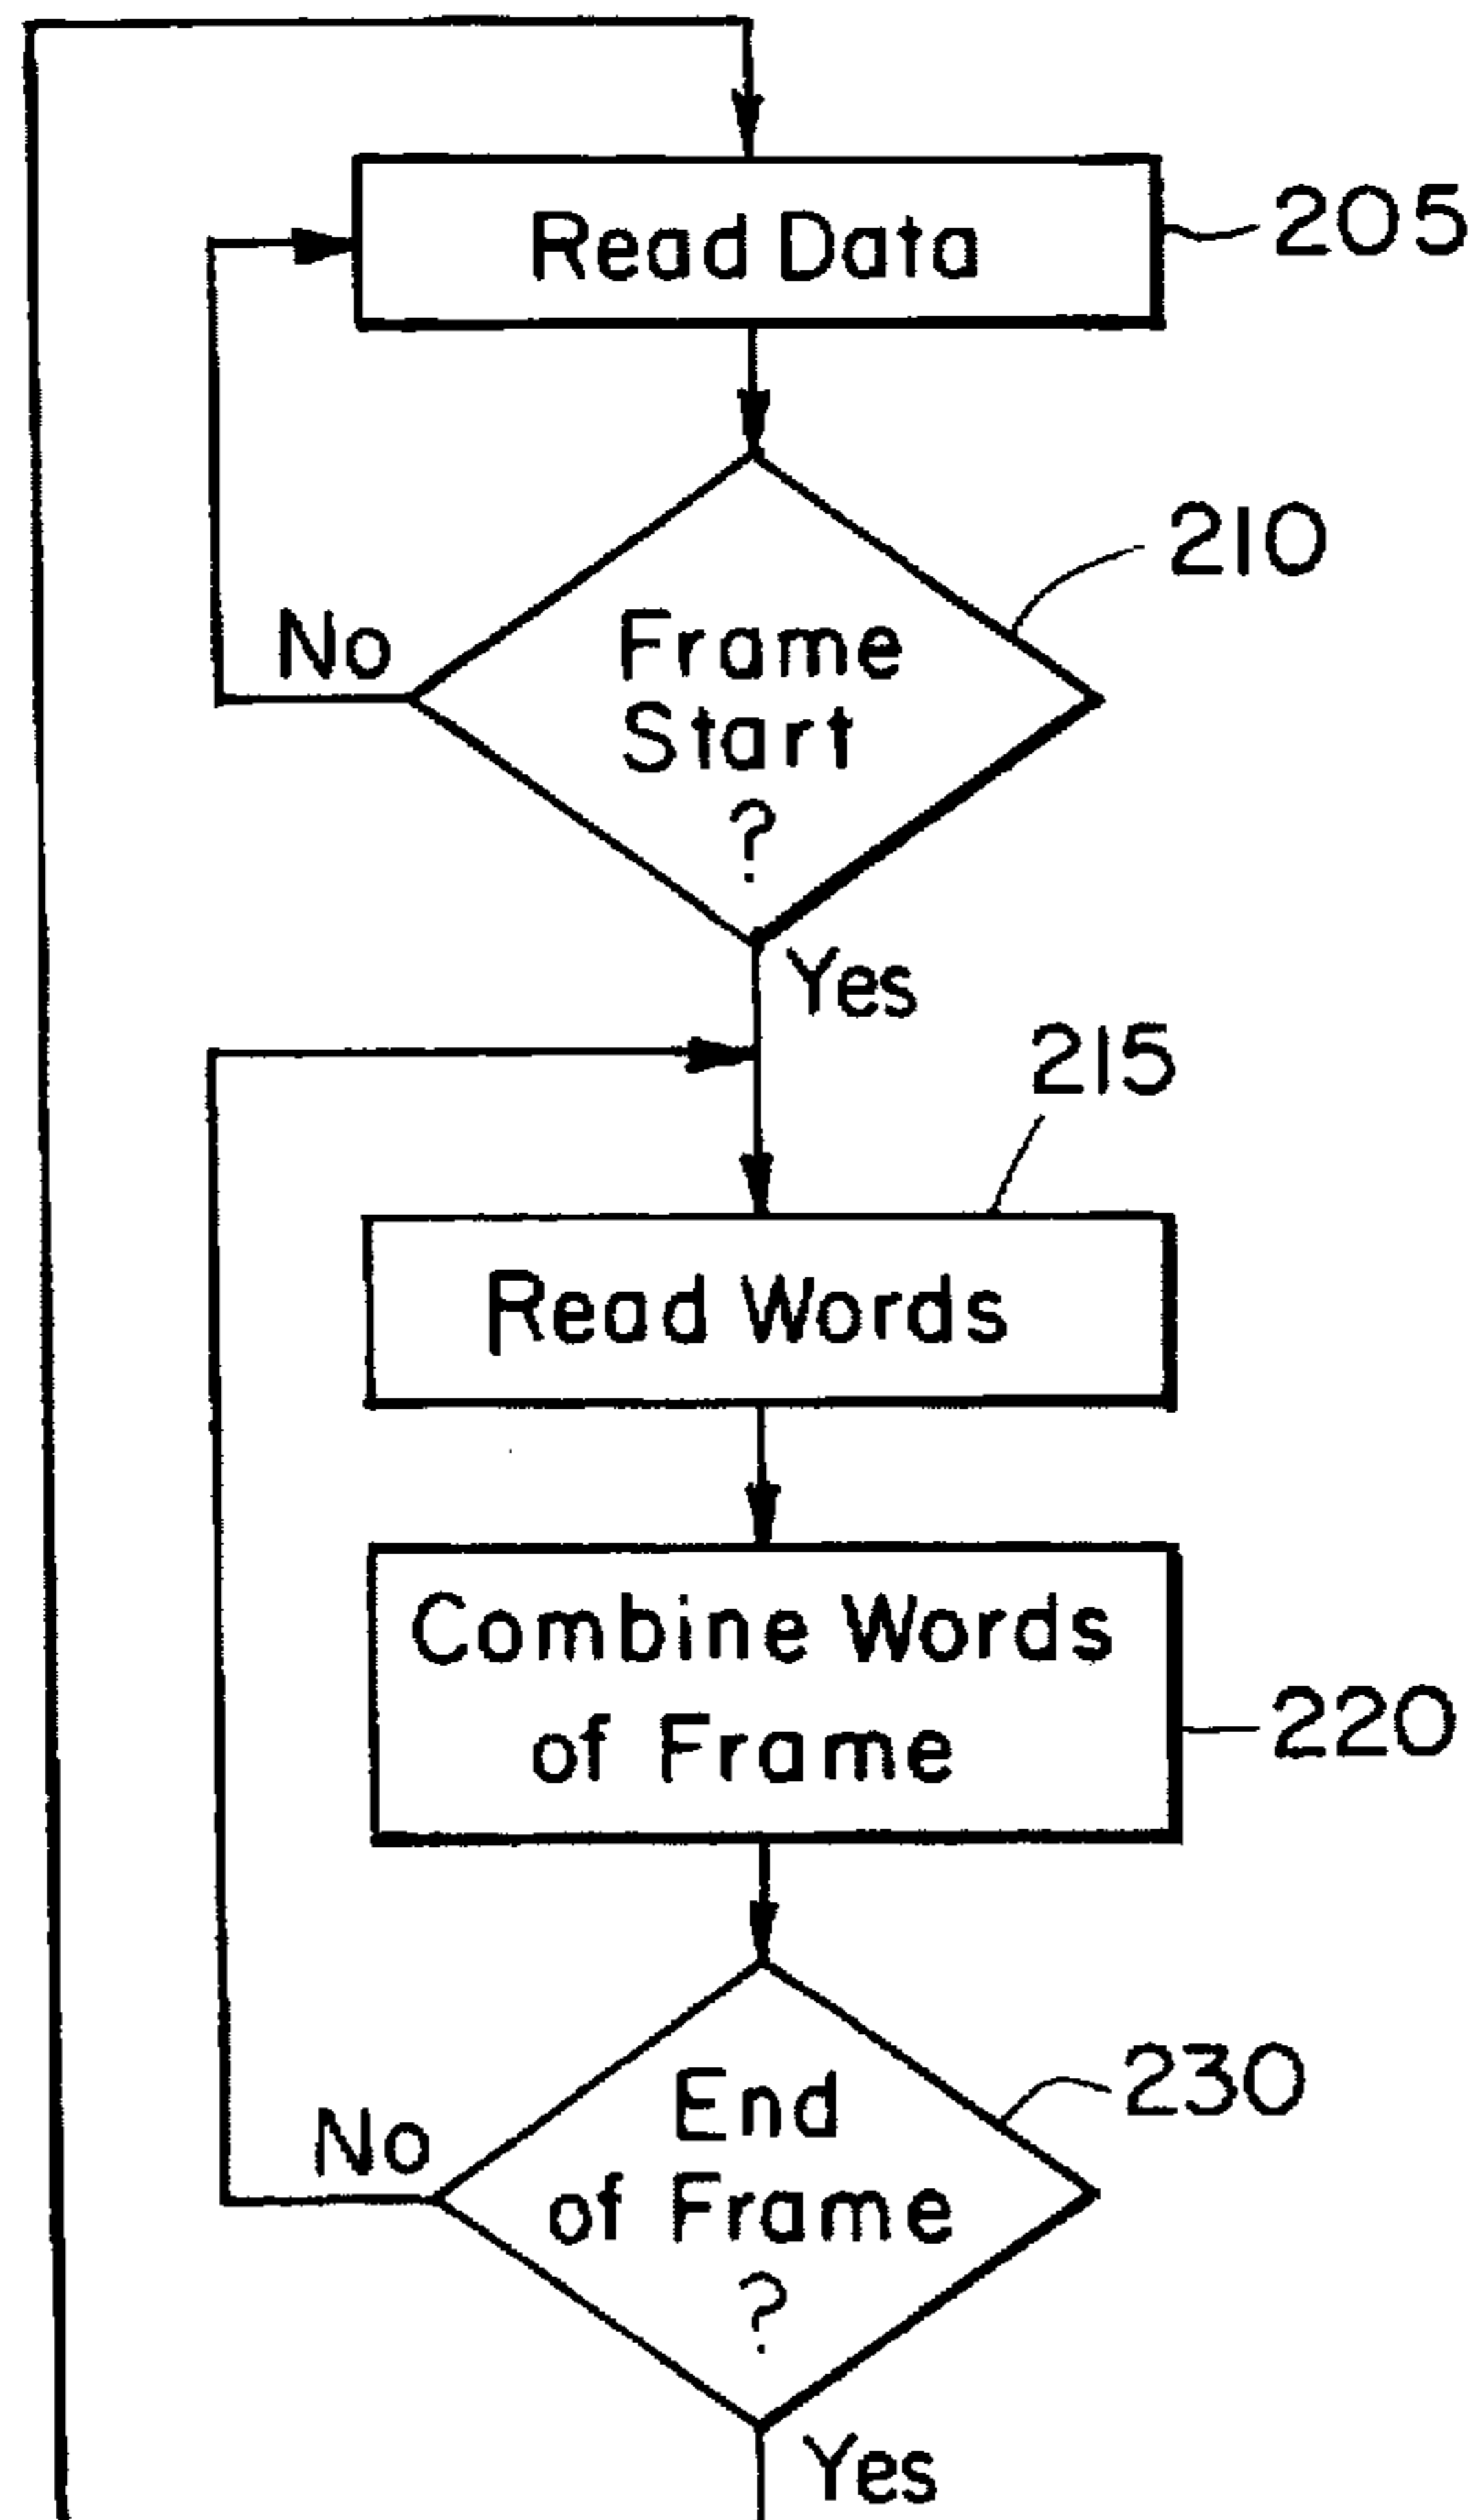 Read Data
205
210
No
Frame
Start
?
Yes
215
Read Words
Combine Words
of Frame
220
230
End
No
of Frame
?
Yes